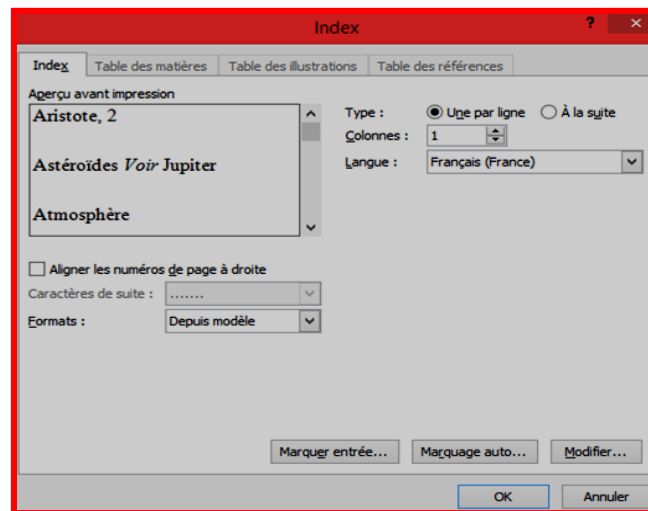 Index ? ×
Index Table des matières Table des illustrations Table des références
Aperçu avant impression
Aristote, 2
Astéroïdes Voir Jupiter
Atmosphère
Type : Une par ligne À la suite
Colonnes : 1
Langue : Français (France)
Aligner les numéros de page à droite
Caractères de suite : .......
Formats : Depuis modèle
Marquer entrée... Marquage auto... Modifier...
OK Annuler